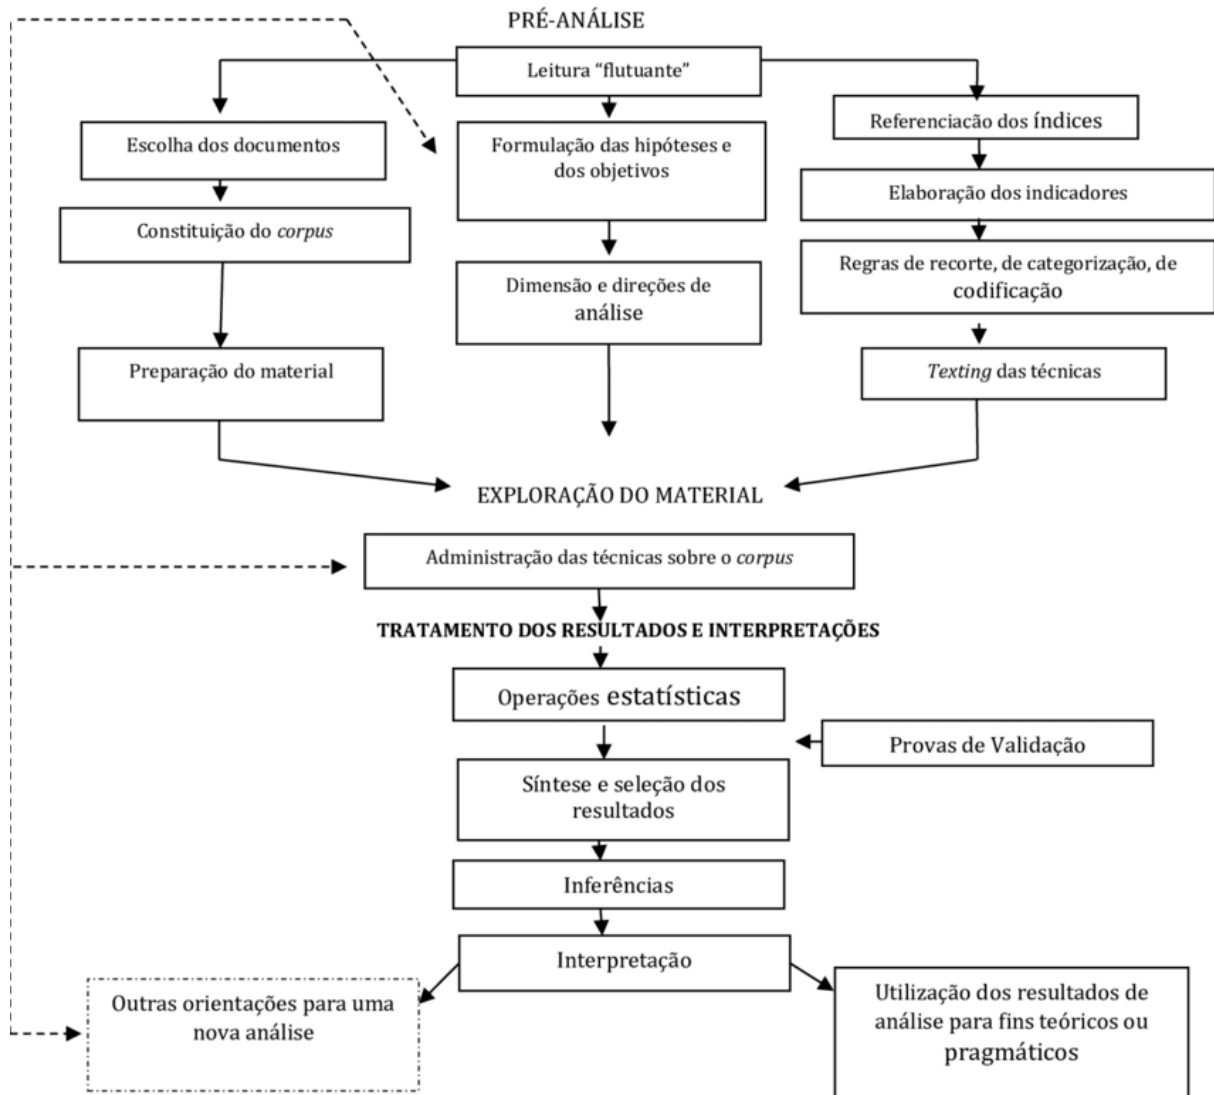 PRÉ-ANÁLISE
Leitura “flutuante”
Escolha dos documentos
Formulação das hipóteses e
dos objetivos
Referenciacão dos índices
Elaboração dos indicadores
Constituição do corpus
Regras de recorte, de categorização, de
codificação
Dimensão e direções de
análise
Preparação do material
Texting das técnicas
EXPLORAÇÃO DO MATERIAL
Administração das técnicas sobre o corpus
TRATAMENTO DOS RESULTADOS E INTERPRETAÇÕES
Operações estatísticas
Provas de Validação
Síntese e seleção dos
resultados
Inferências
Interpretação
Outras orientações para uma
nova análise
Utilização dos resultados de
análise para fins teóricos ou
pragmáticos